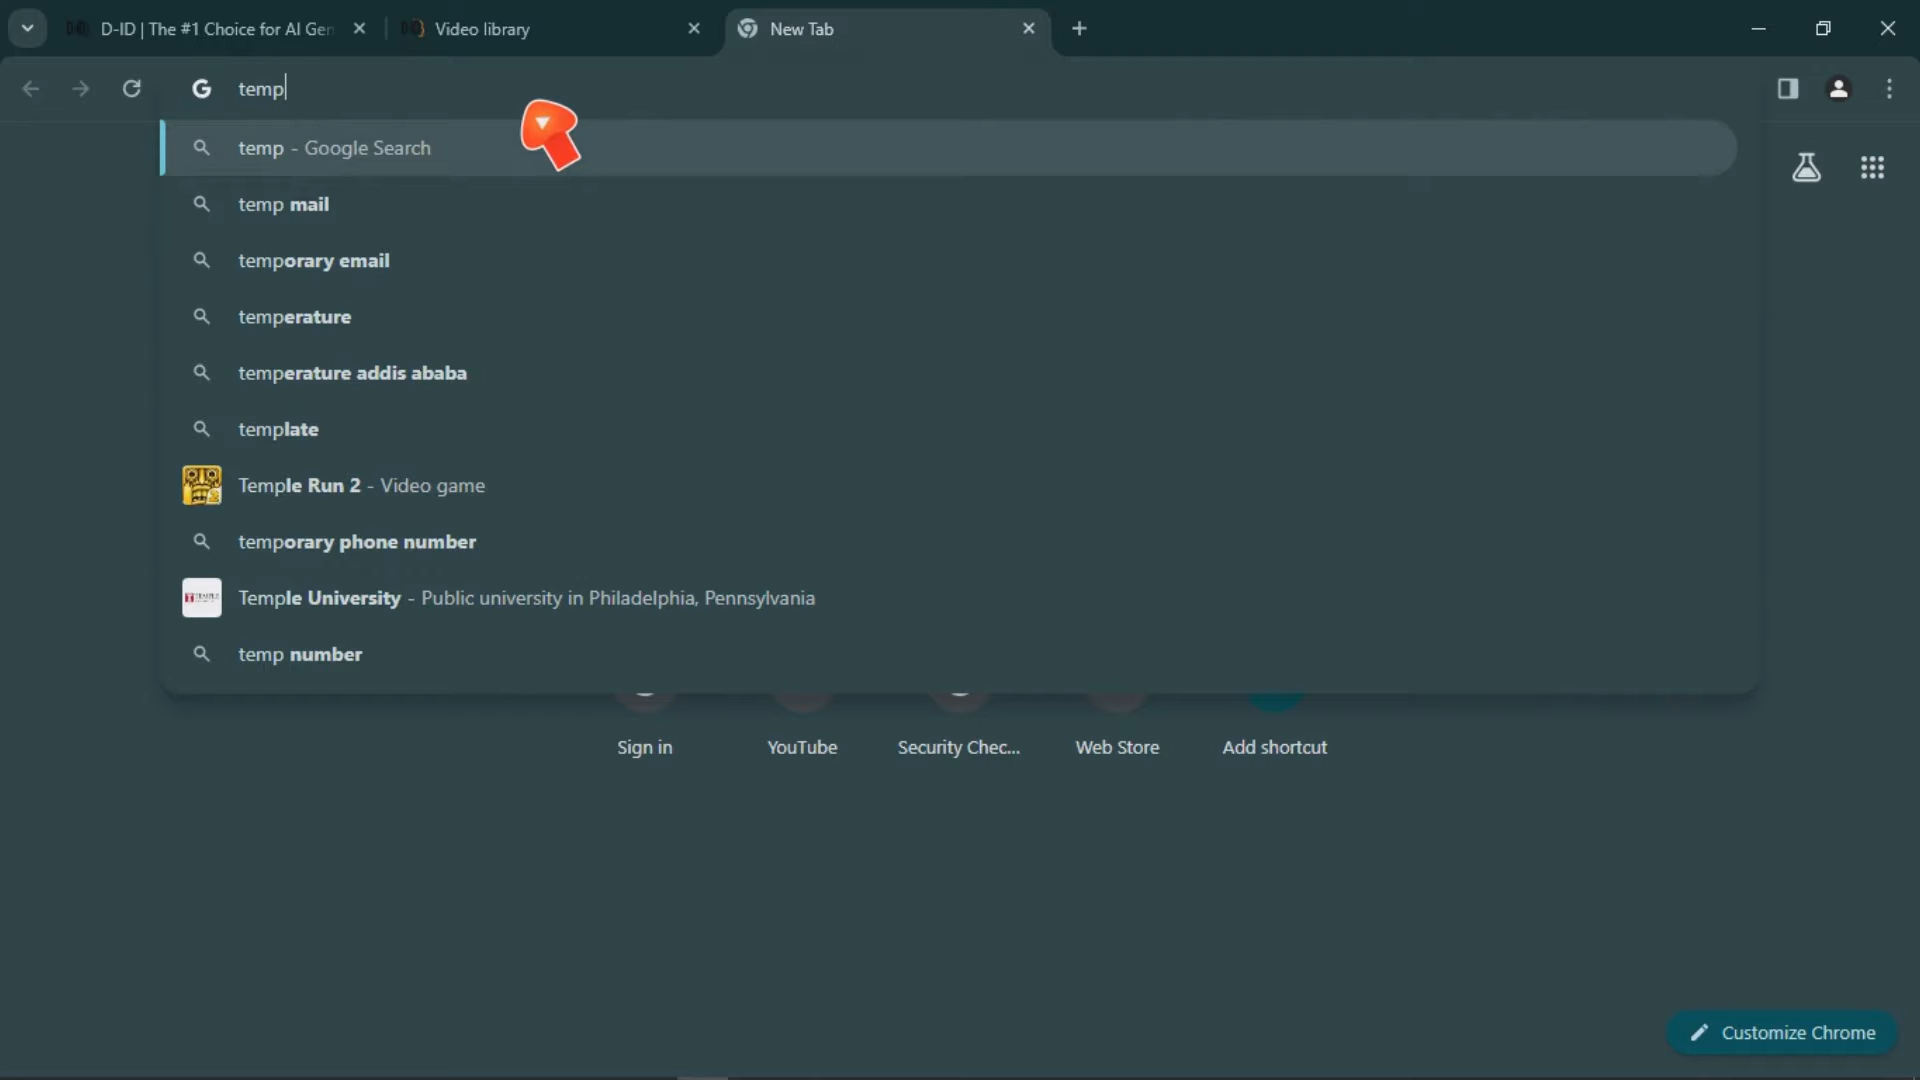 D-ID | The #1 Choice for AI Gen
Video library
New Tab
temp
temp - Google Search
temp mail
temporary email
temperature
temperature addis ababa
template
Temple Run 2 - Video game
temporary phone number
Temple University - Public university in Philadelphia, Pennsylvania
temp number
Sign in
YouTube
Security Chec...
Web Store
Add shortcut
Customize Chrome